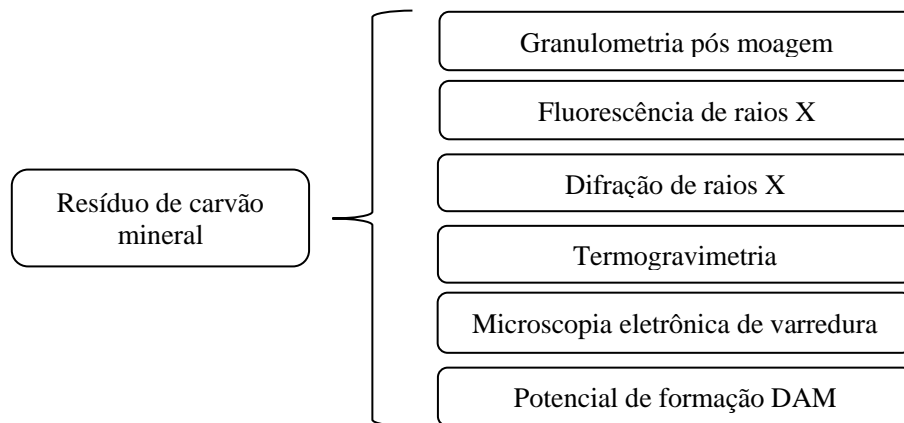 Resíduo de carvão
mineral
Granulometria pós moagem
Fluorescência de raios X
Difração de raios X
Termogravimetria
Microscopia eletrônica de varredura
Potencial de formação DAM